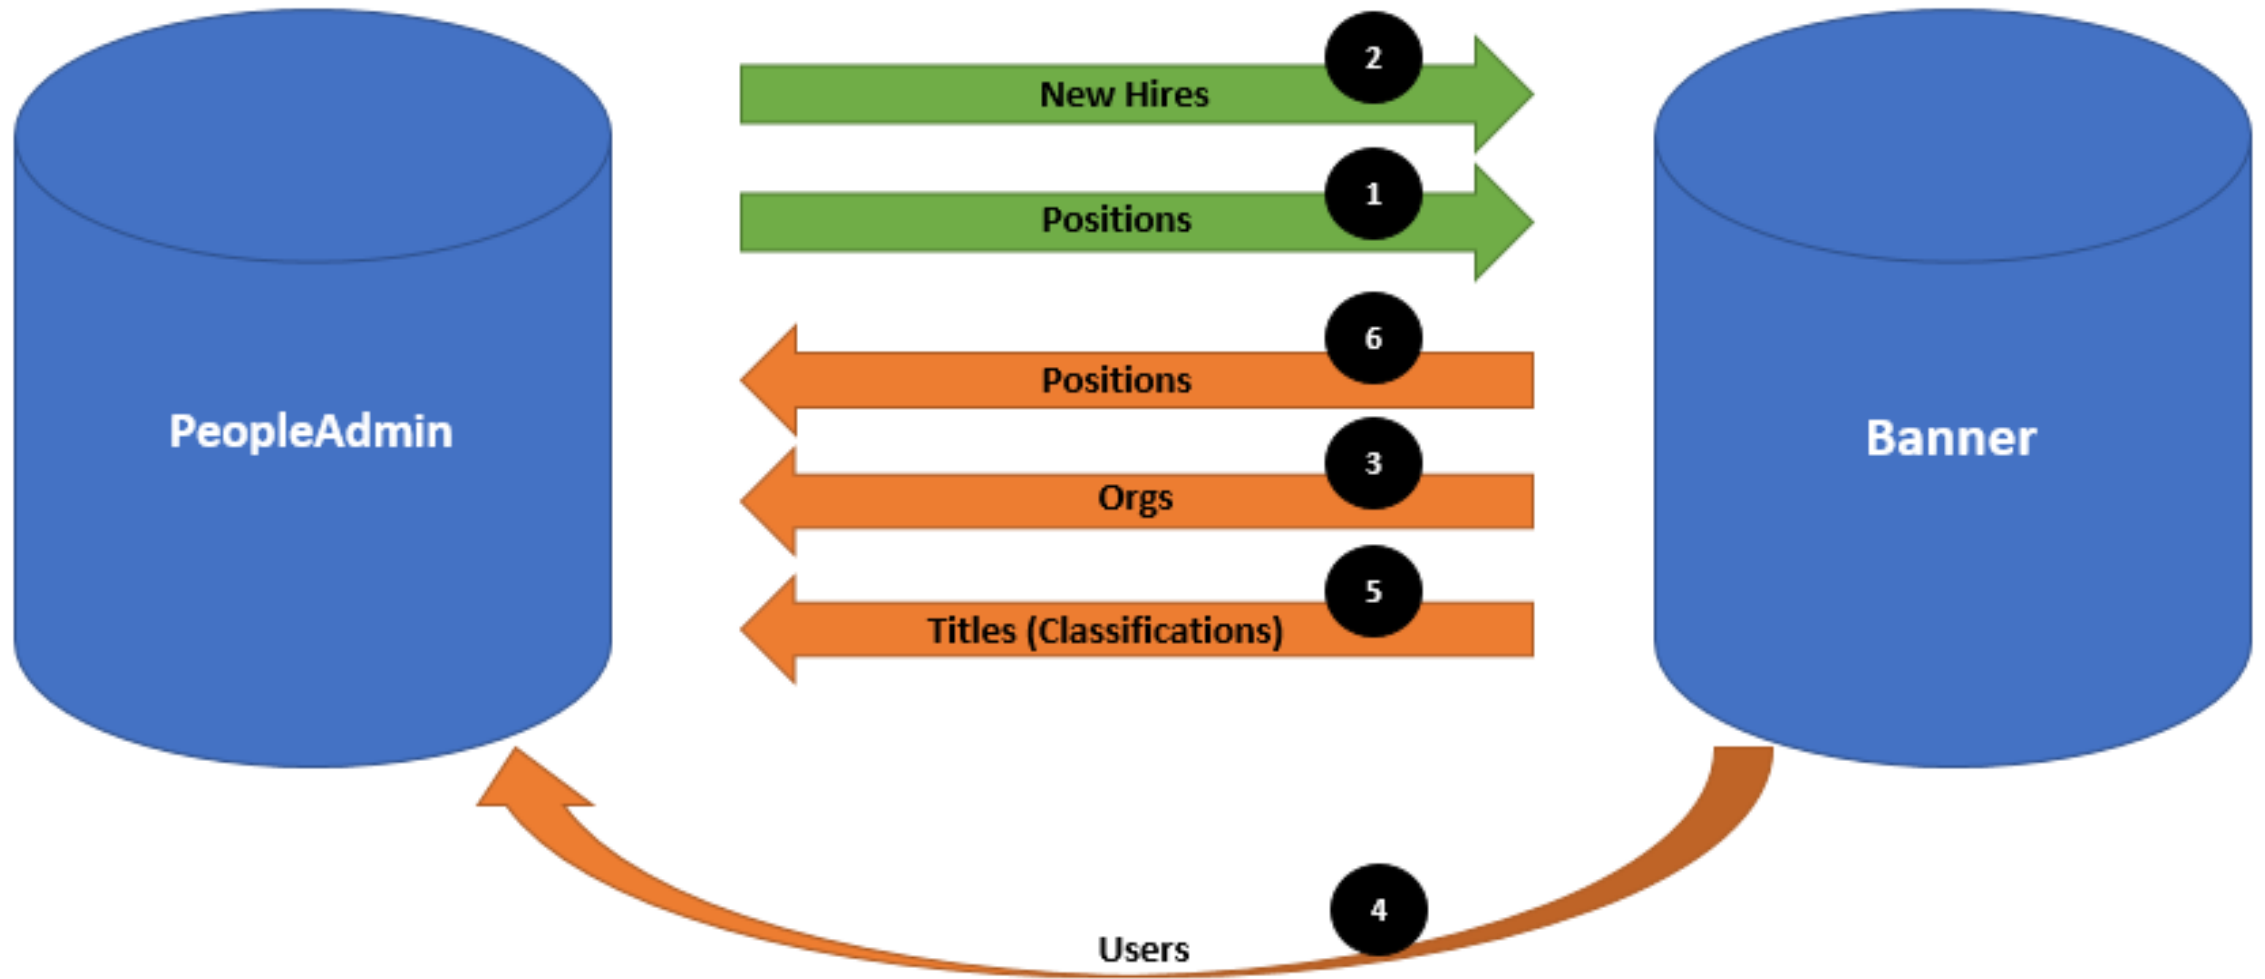 2
New Hires
1
Positions
6
Positions
PeopleAdmin
Banner
3
Orgs
5
Titles (Classifications)
4
Users